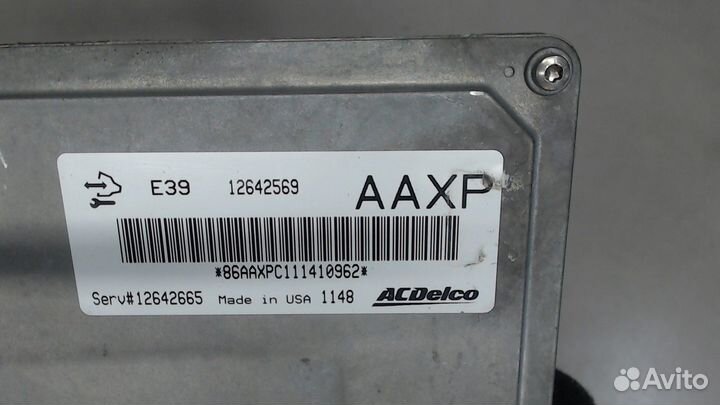 E39 12642569 AAXP
*86AAXPC111410962*
Serv#12642665 Made in USA 1148 ACDelco
Avito